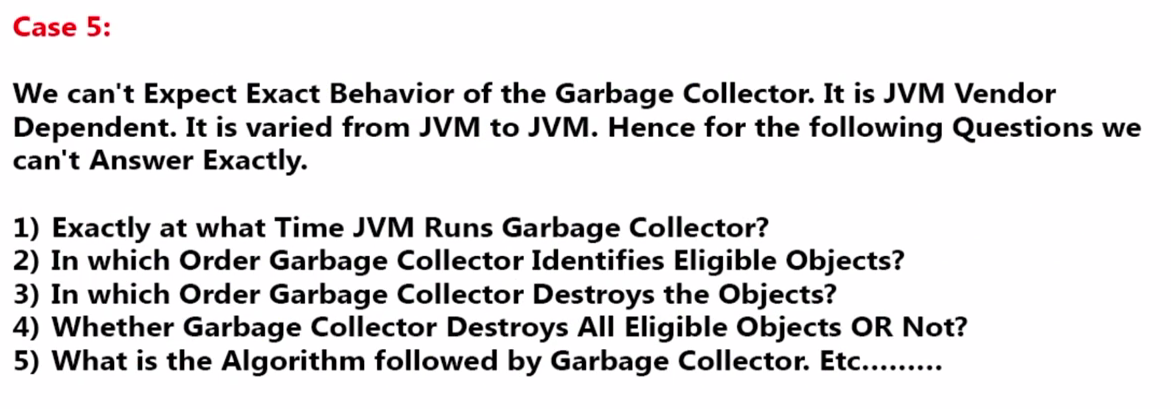 Case 5:
We can't Expect Exact Behavior of the Garbage Collector. It is JVM Vendor
Dependent. It is varied from JVM to JVM. Hence for the following Questions we
can't Answer Exactly.
1) Exactly at what Time JVM Runs Garbage Collector?
2) In which Order Garbage Collector Identifies Eligible Objects?
3) In which Order Garbage Collector Destroys the Objects?
4) Whether Garbage Collector Destroys All Eligible Objects OR Not?
5) What is the Algorithm followed by Garbage Collector. Etc.........